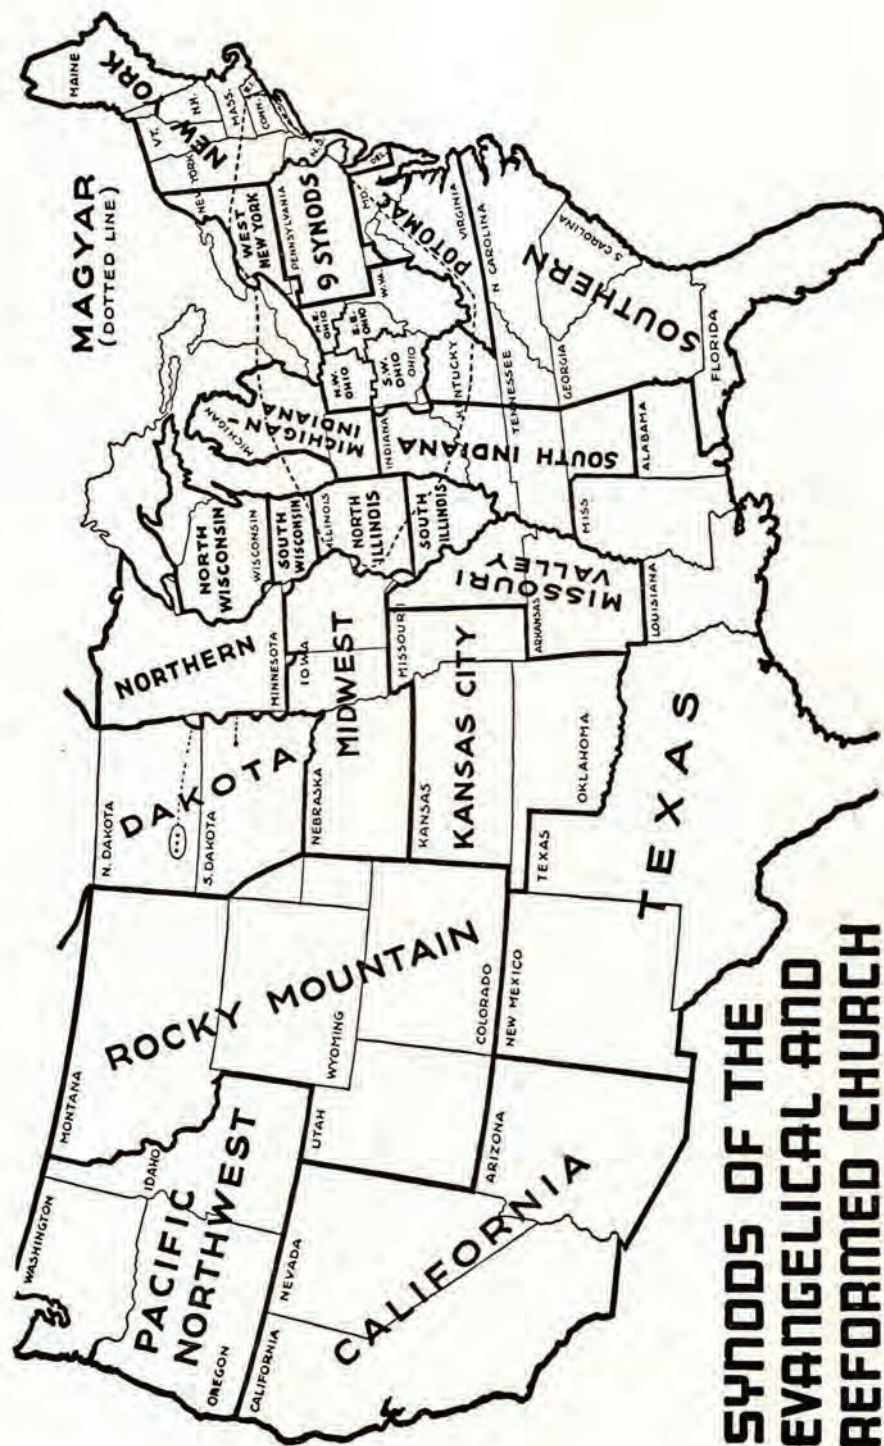 MAGYAR
(DOTTED LINE)
WASHINGTON
MONTANA
IDAHO
PACIFIC
NORTHWEST
OREGON
CALIFORNIA
NEVADA
CALIFORNIA
UTAH
ARIZONA
ROCKY MOUNTAIN
WYOMING
COLORADO
NEW MEXICO
N. DAKOTA
DAKOTA
S. DAKOTA
NEBRASKA
KANSAS
KANSAS CITY
TEXAS
OKLAHOMA
TEXAS
NORTHERN
MINNESOTA
IOWA
MIDWEST
MISSOURI
MISSOURI
VALLEY
ARKANSAS
LOUISIANA
NORTH
WISCONSIN
WISCONSIN
SOUTH
WISCONSIN
ILLINOIS
NORTH
ILLINOIS
SOUTH
ILLINOIS
MICHIGAN
MICHIGAN –
INDIANA
INDIANA
SOUTH INDIANA
KENTUCKY
TENNESSEE
MISS
ALABAMA
N.W.
OHIO
N.E.
OHIO
S.E.
OHIO
S.W.
OHIO
OHIO
W.VA.
WEST
NEW YORK
PENNSYLVANIA
9 SYNODS
NEW YORK
NEW YORK
MAINE
VT.
N.H.
MASS.
CONN.
R.I.
N.J.
DEL.
MD.
POTOMAC
VIRGINIA
N CAROLINA
S. CAROLINA
SOUTHERN
GEORGIA
FLORIDA
SYNODS OF THE
EVANGELICAL AND
REFORMED CHURCH